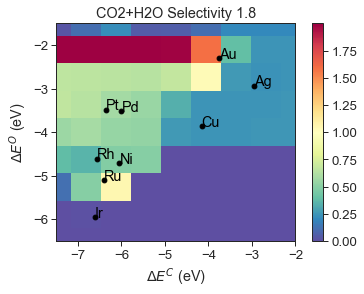 CO2+H2O Selectivity 1.8
ΔE^O (eV)
−2
−3
−4
−5
−6
Au
Ag
Pt
Pd
Cu
Rh
Ni
Ru
Ir
−7
−6
−5
−4
−3
−2
ΔE^C (eV)
1.75
1.50
1.25
1.00
0.75
0.50
0.25
0.00